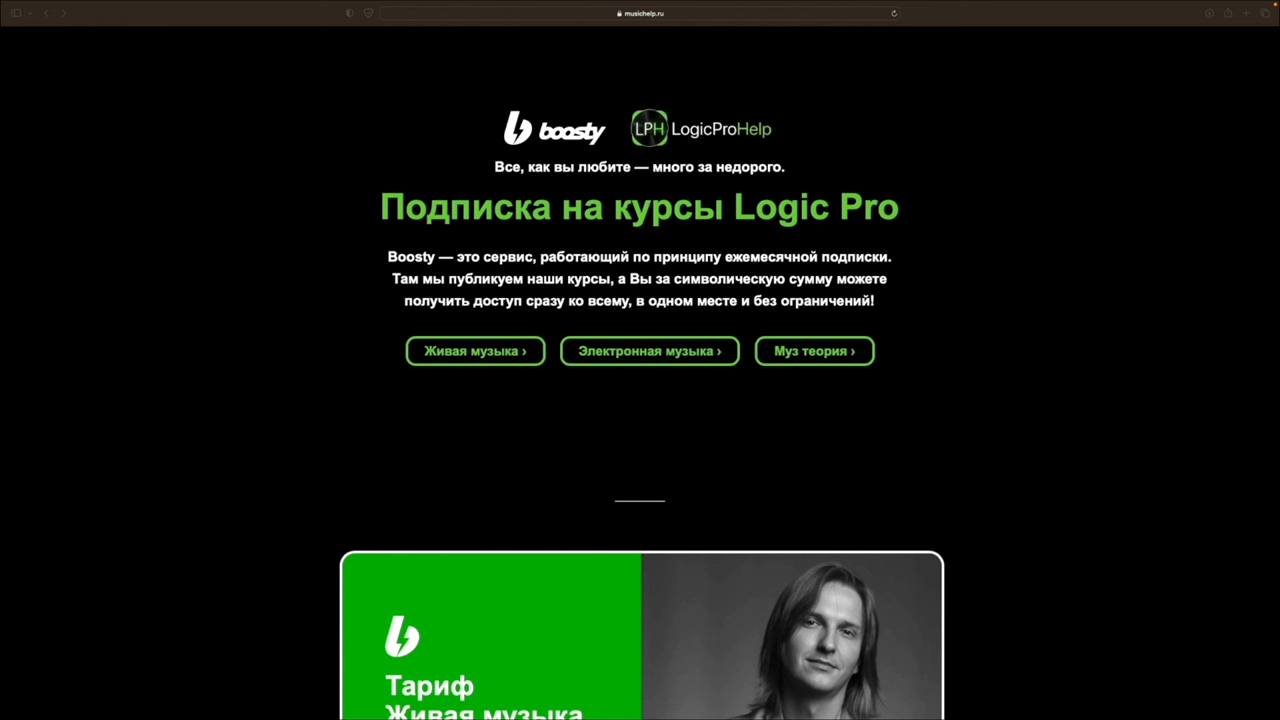 musichelp.ru
boosty
LPH LogicProHelp
Все, как вы любите — много за недорого.
Подписка на курсы Logic Pro
Boosty — это сервис, работающий по принципу ежемесячной подписки.
Там мы публикуем наши курсы, а Вы за символическую сумму можете
получить доступ сразу ко всему, в одном месте и без ограничений!
Живая музыка ›
Электронная музыка ›
Муз теория ›
Тариф
Живая музыка